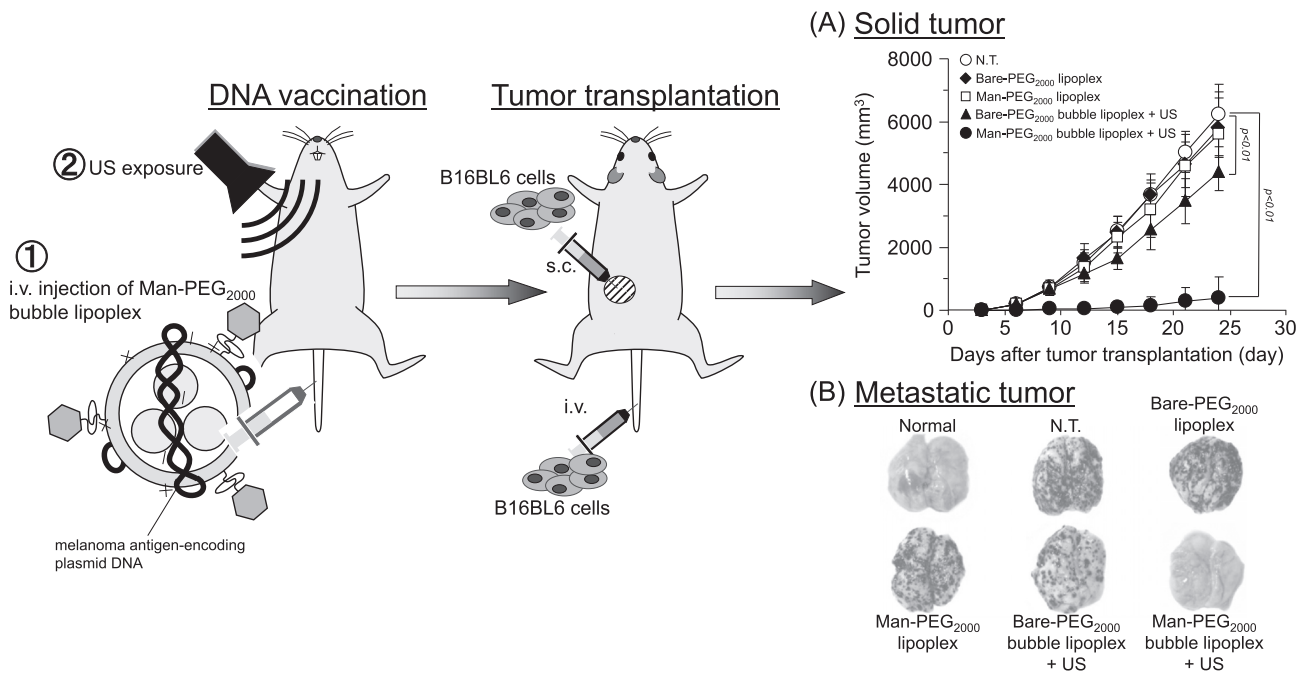 DNA vaccination
② US exposure
①
i.v. injection of Man-PEG2000
bubble lipoplex
melanoma antigen-encoding
plasmid DNA
Tumor transplantation
B16BL6 cells
s.c.
i.v.
B16BL6 cells
(A) Solid tumor
Tumor volume (mm3)
8000
6000
4000
2000
0
N.T.
Bare-PEG2000 lipoplex
Man-PEG2000 lipoplex
Bare-PEG2000 bubble lipoplex + US
Man-PEG2000 bubble lipoplex + US
p<0.01
p<0.01
0 5 10 15 20 25 30
Days after tumor transplantation (day)
(B) Metastatic tumor
Normal
N.T.
Bare-PEG2000
lipoplex
Man-PEG2000
lipoplex
Bare-PEG2000
bubble lipoplex
+ US
Man-PEG2000
bubble lipoplex
+ US